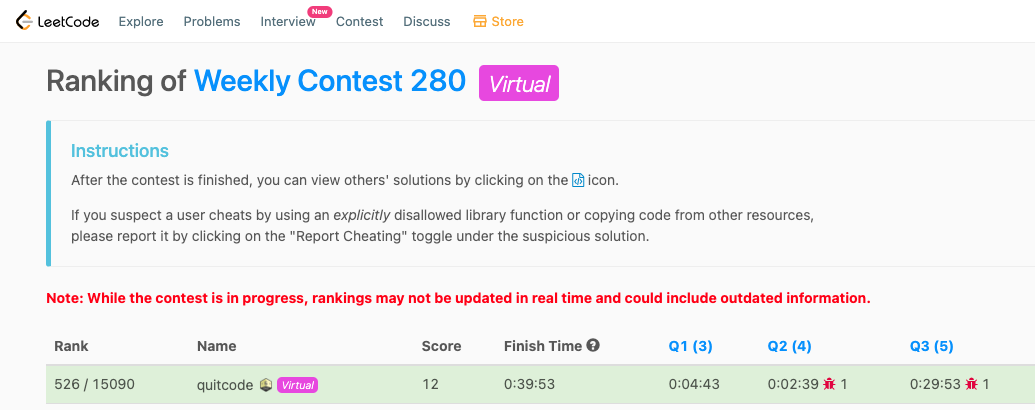 LeetCode Explore Problems Interview New Contest Discuss Store
Ranking of Weekly Contest 280 Virtual
Instructions
After the contest is finished, you can view others' solutions by clicking on the icon.
If you suspect a user cheats by using an explicitly disallowed library function or copying code from other resources,
please report it by clicking on the "Report Cheating" toggle under the suspicious solution.
Note: While the contest is in progress, rankings may not be updated in real time and could include outdated information.
Rank Name Score Finish Time Q1 (3) Q2 (4) Q3 (5)
526 / 15090 quitcode Virtual 12 0:39:53 0:04:43 0:02:39 1 0:29:53 1